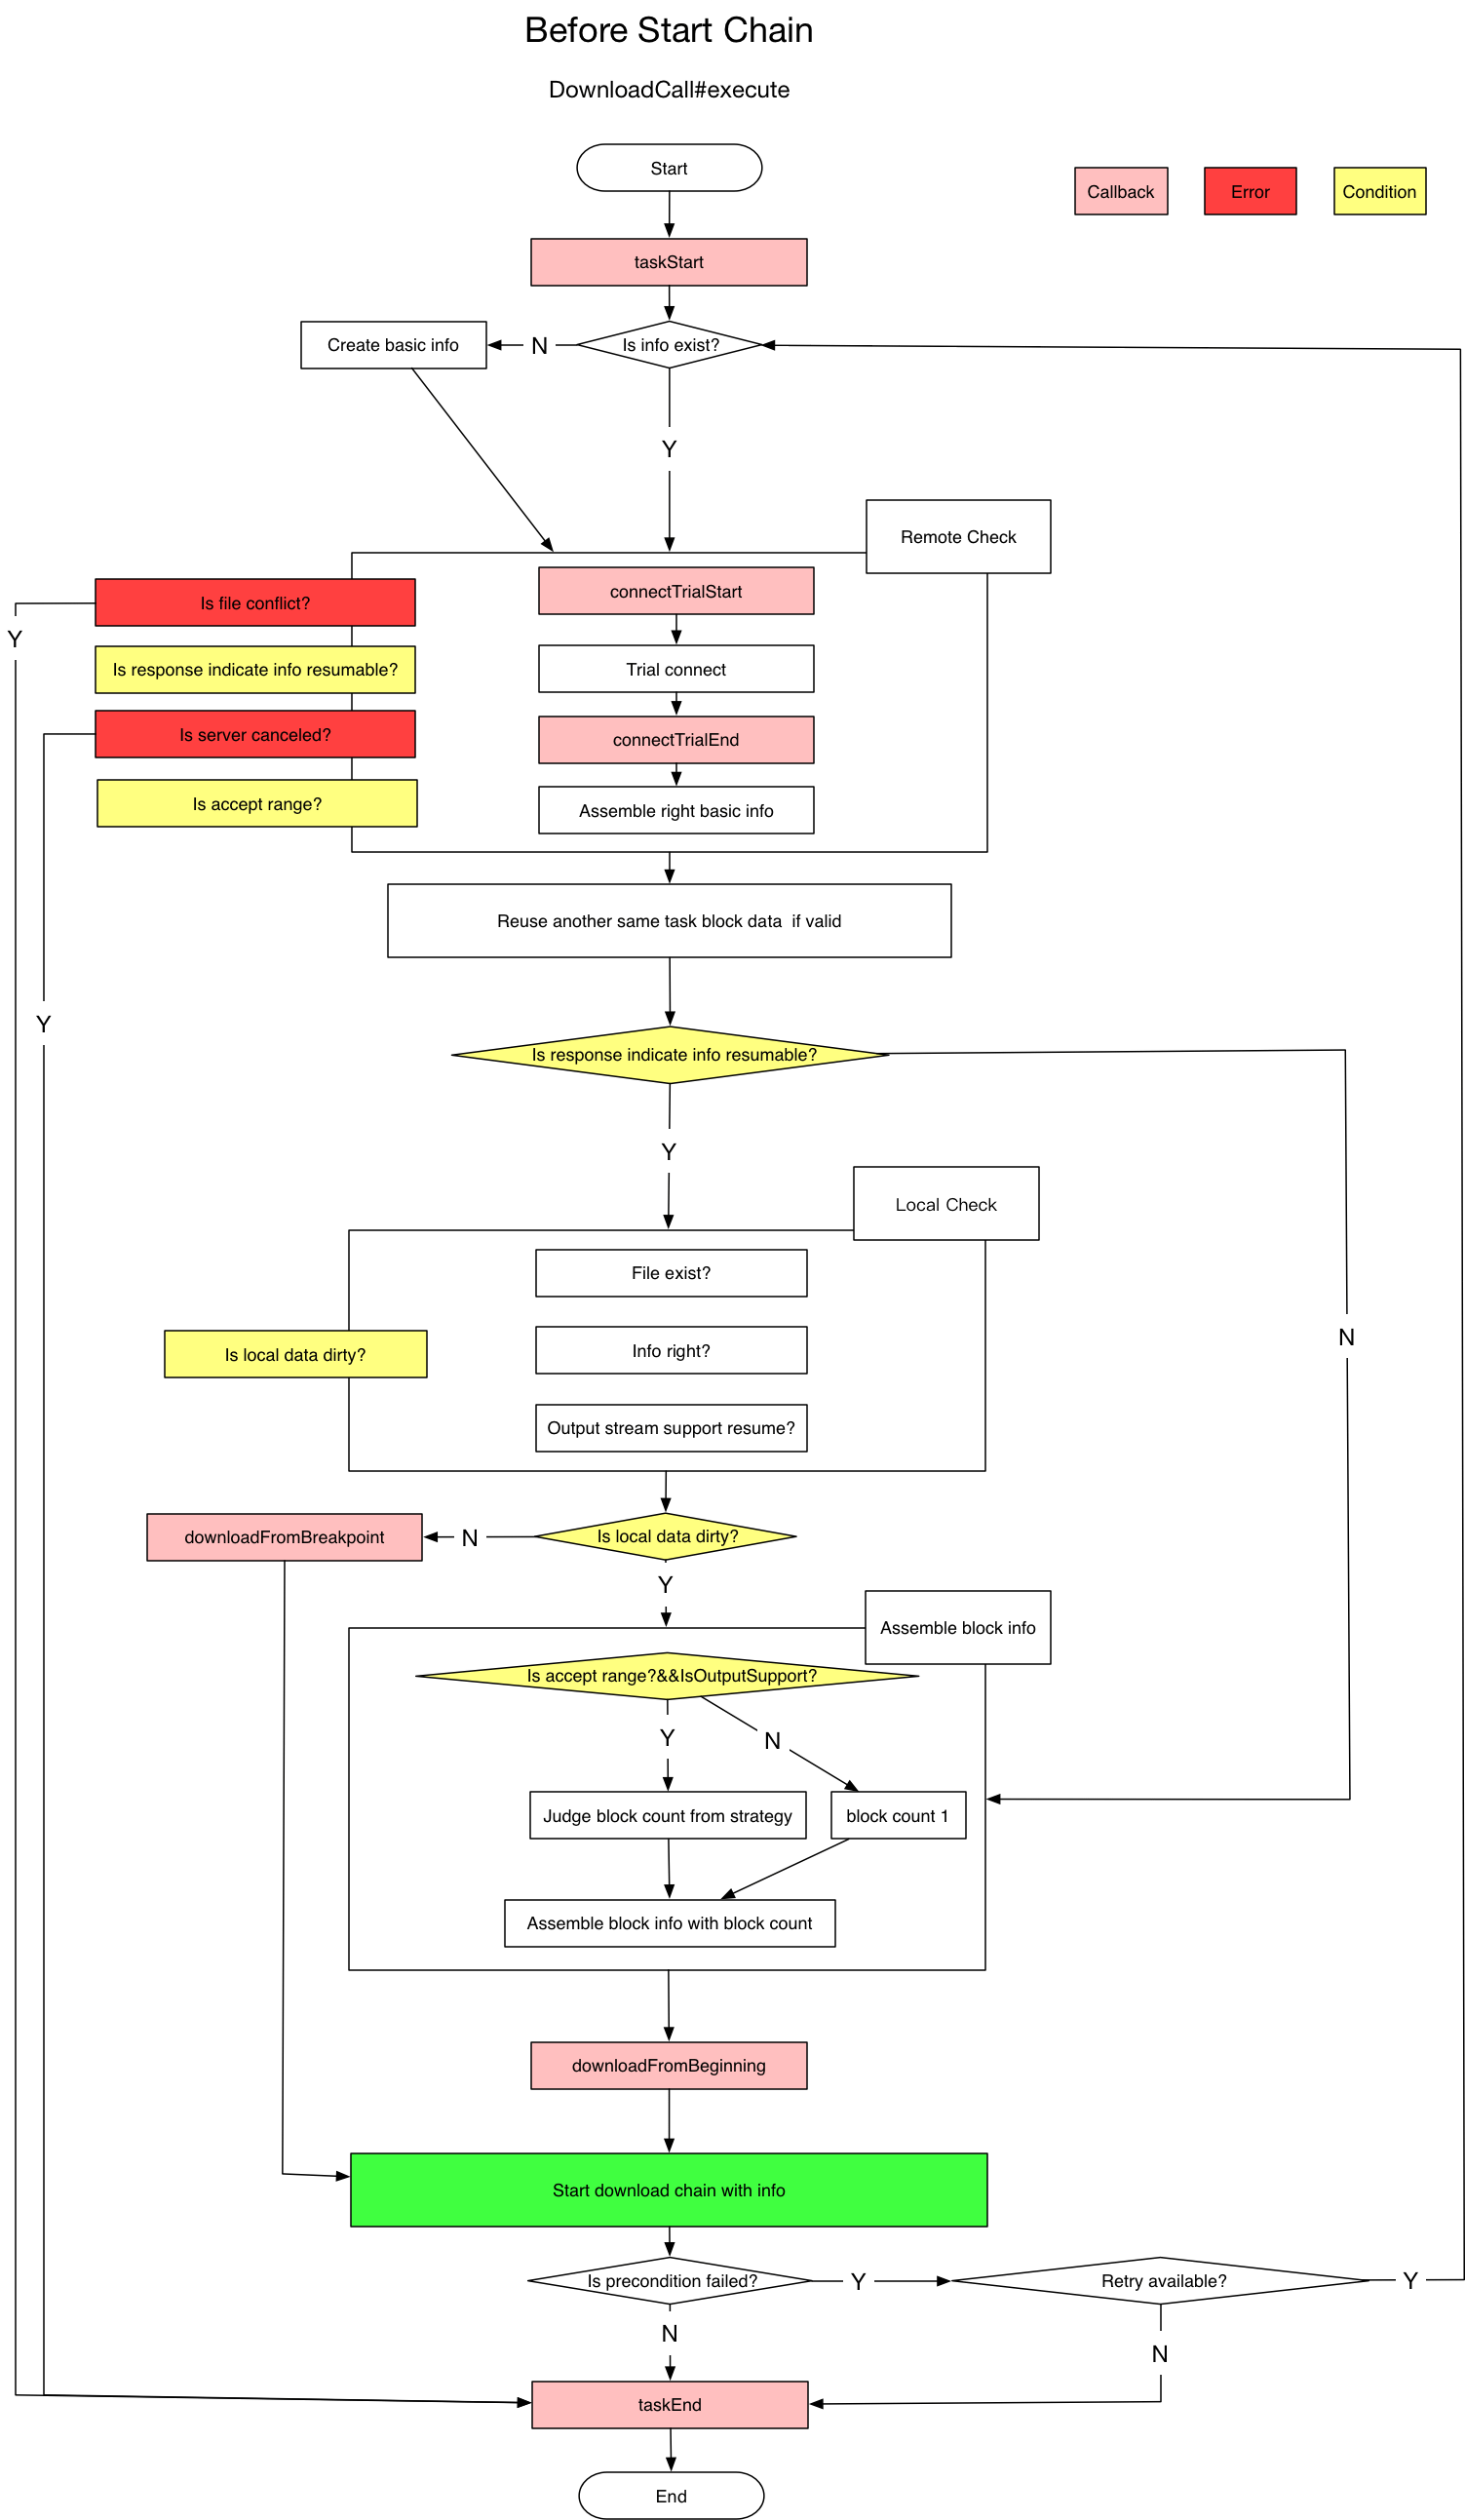 Before Start Chain
DownloadCall#execute
Start
Callback
Error
Condition
taskStart
Create basic info
N
Is info exist?
Y
Remote Check
Is file conflict?
connectTrialStart
Y
Is response indicate info resumable?
Trial connect
Is server canceled?
connectTrialEnd
Is accept range?
Assemble right basic info
Reuse another same task block data  if valid
Y
Is response indicate info resumable?
Y
Local Check
File exist?
N
Is local data dirty?
Info right?
Output stream support resume?
downloadFromBreakpoint
N
Is local data dirty?
Y
Assemble block info
Is accept range?&&IsOutputSupport?
Y
N
Judge block count from strategy
block count 1
Assemble block info with block count
downloadFromBeginning
Start download chain with info
Is precondition failed?
Y
Retry available?
Y
N
N
taskEnd
End